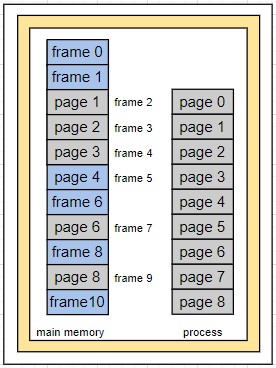 frame 0
frame 1
page 1 frame 2 page 0
page 2 frame 3 page 1
page 3 frame 4 page 2
page 4 frame 5 page 3
frame 6 page 4
page 6 frame 7 page 5
frame 8 page 6
page 8 frame 9 page 7
frame10 page 8
main memory process